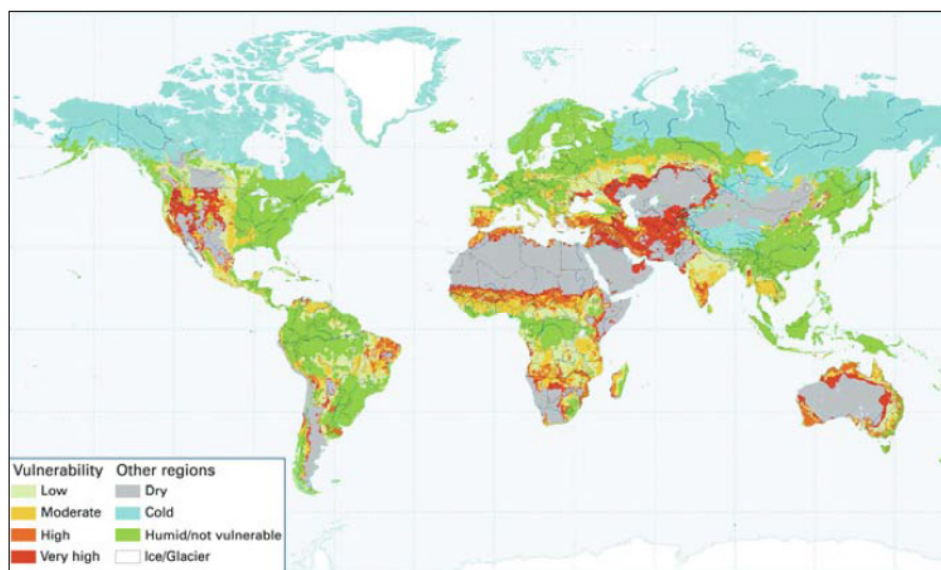 Vulnerability Other regions
Low Dry
Moderate Cold
High Humid/not vulnerable
Very high Ice/Glacier